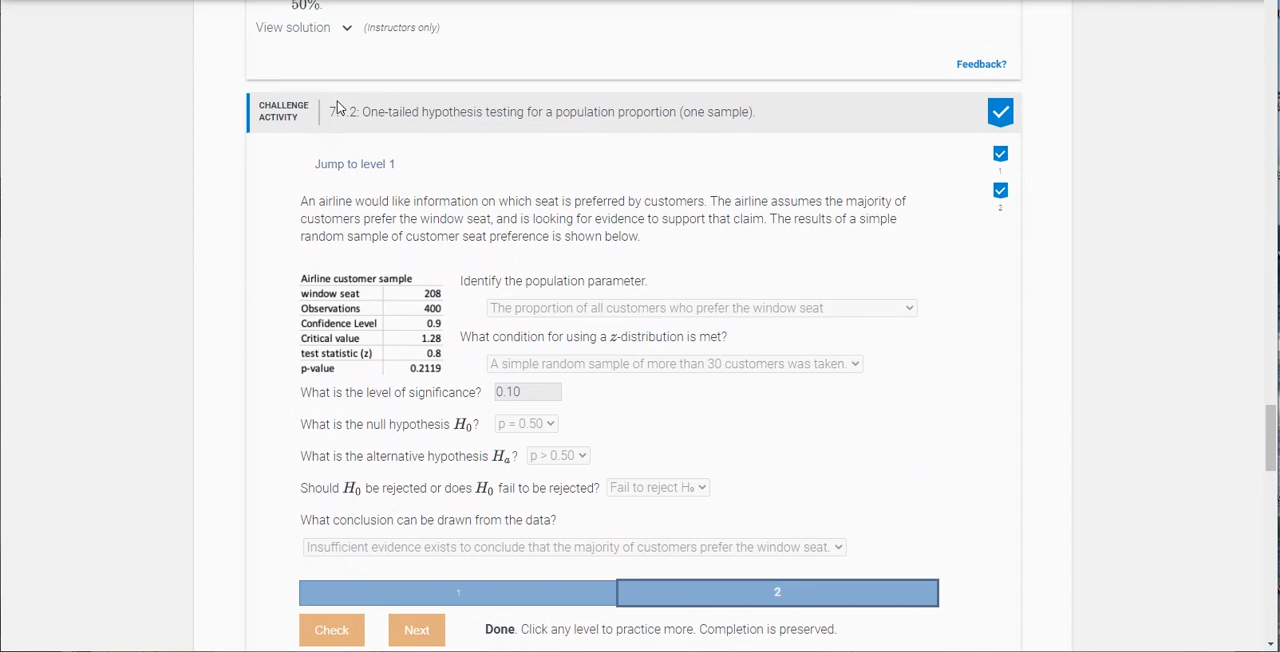 50%.
View solution (Instructors only)
Feedback?
CHALLENGE ACTIVITY
.2: One-tailed hypothesis testing for a population proportion (one sample).
Jump to level 1
1
2
An airline would like information on which seat is preferred by customers. The airline assumes the majority of
customers prefer the window seat, and is looking for evidence to support that claim. The results of a simple
random sample of customer seat preference is shown below.
Airline customer sample
window seat 208
Observations 400
Confidence Level 0.9
Critical value 1.28
test statistic (z) 0.8
p-value 0.2119
Identify the population parameter.
The proportion of all customers who prefer the window seat
What condition for using a z-distribution is met?
A simple random sample of more than 30 customers was taken.
What is the level of significance? 0.10
What is the null hypothesis H₀? p = 0.50
What is the alternative hypothesis Hₐ? p > 0.50
Should H₀ be rejected or does H₀ fail to be rejected? Fail to reject H₀
What conclusion can be drawn from the data?
Insufficient evidence exists to conclude that the majority of customers prefer the window seat.
1 2
Check Next Done. Click any level to practice more. Completion is preserved.